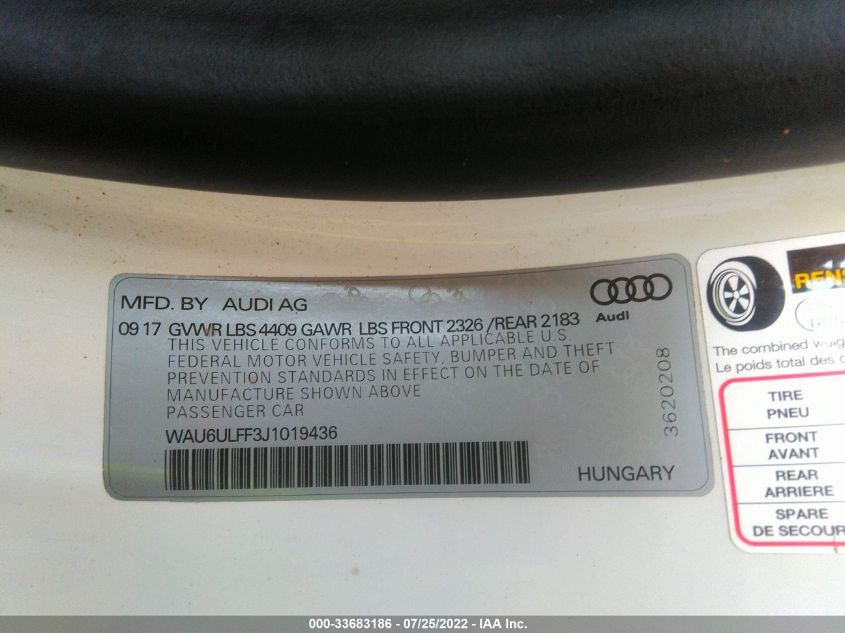 MFD. BY AUDI AG
Audi
09 17 GVWR LBS 4409 GAWR LBS FRONT 2326 /REAR 2183
THIS VEHICLE CONFORMS TO ALL APPLICABLE U.S.
FEDERAL MOTOR VEHICLE SAFETY, BUMPER AND THEFT
PREVENTION STANDARDS IN EFFECT ON THE DATE OF
MANUFACTURE SHOWN ABOVE
PASSENGER CAR
WAU6ULFF3J1019436
HUNGARY
3620208
The combined
Le poids total des
TIRE
PNEU
FRONT
AVANT
REAR
ARRIERE
SPARE
DE SECOUR
000-33683186 - 07/25/2022 - IAA Inc.